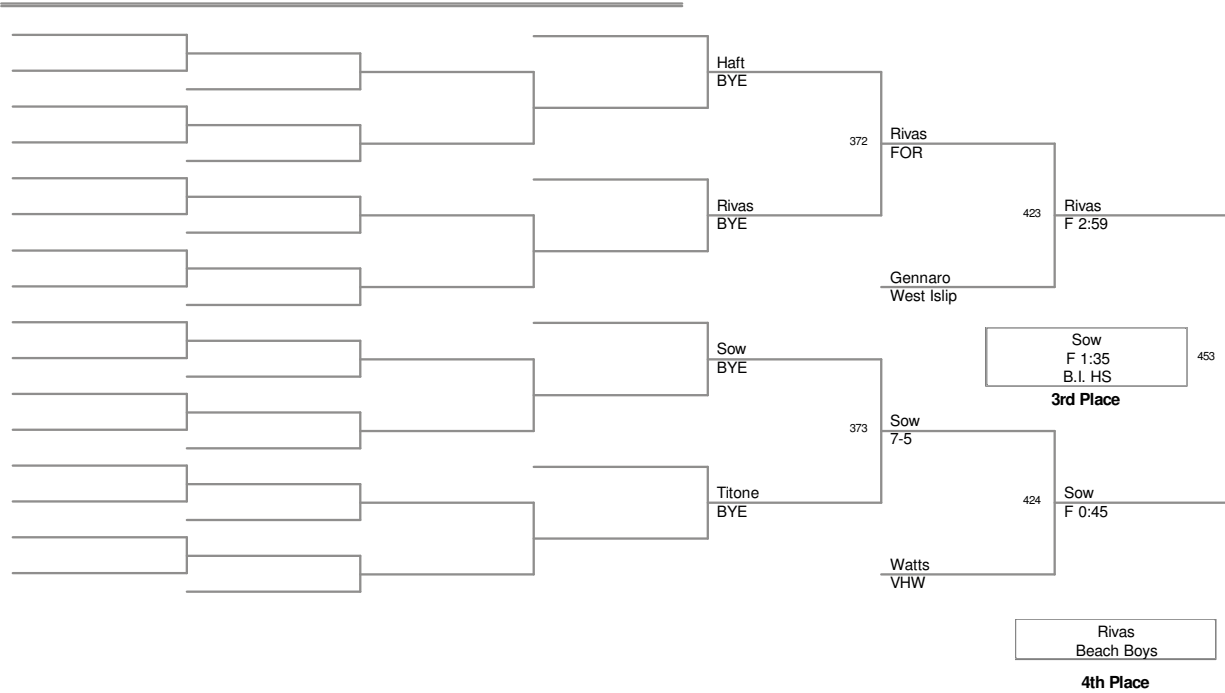 Haft
BYE
372
Rivas
FOR
Rivas
BYE
423
Rivas
F 2:59
Gennaro
West Islip
Sow
F 1:35
B.I. HS
453
3rd Place
Sow
BYE
373
Sow
7-5
Titone
BYE
424
Sow
F 0:45
Watts
VHW
Rivas
Beach Boys
4th Place